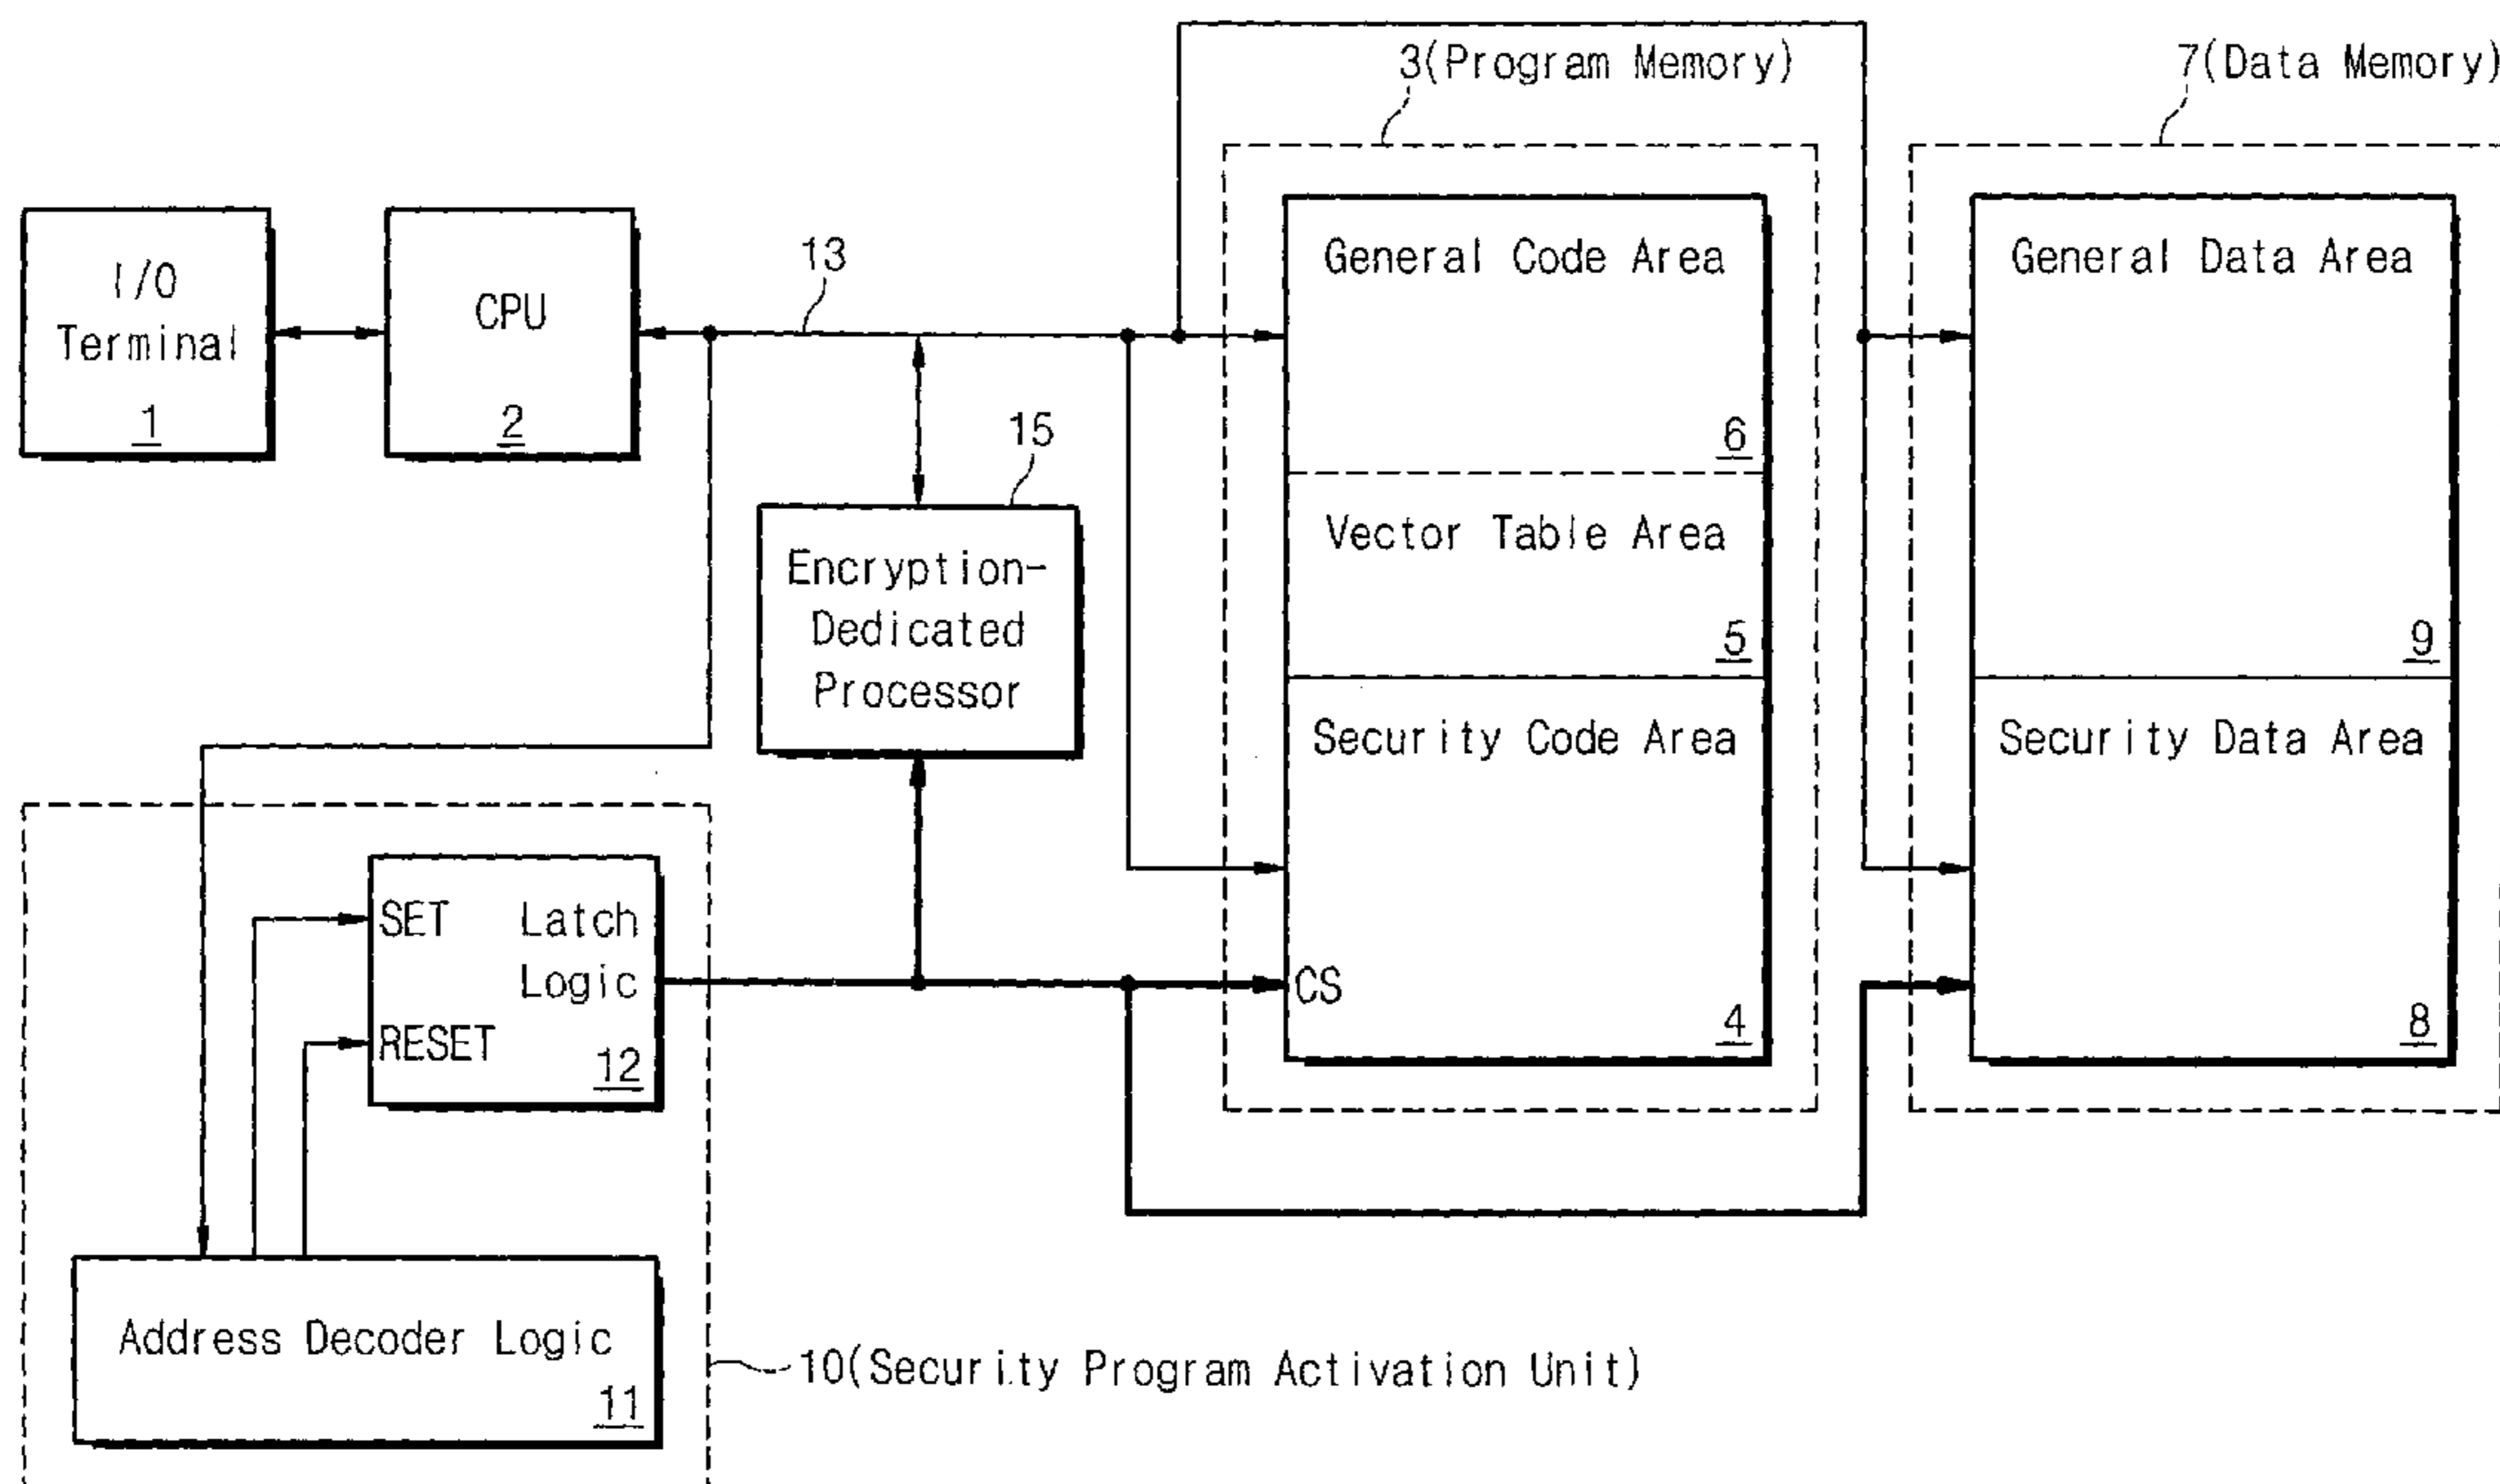 3(Program Memory)
7(Data Memory)
I/O
Terminal
1
CPU
2
13
15
Encryption-
Dedicated
Processor
General Code Area
6
Vector Table Area
5
Security Code Area
CS
4
General Data Area
9
Security Data Area
8
SET
Latch
Logic
RESET
12
Address Decoder Logic
11
10(Security Program Activation Unit)